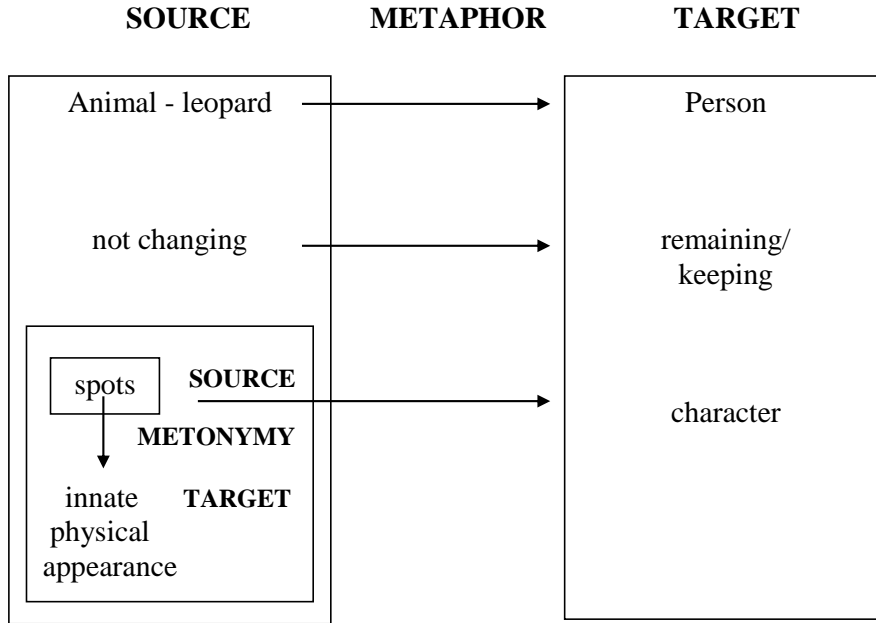 SOURCE METAPHOR TARGET
Animal - leopard Person
not changing remaining/
keeping
spots SOURCE
character
METONYMY
innate TARGET
physical
appearance